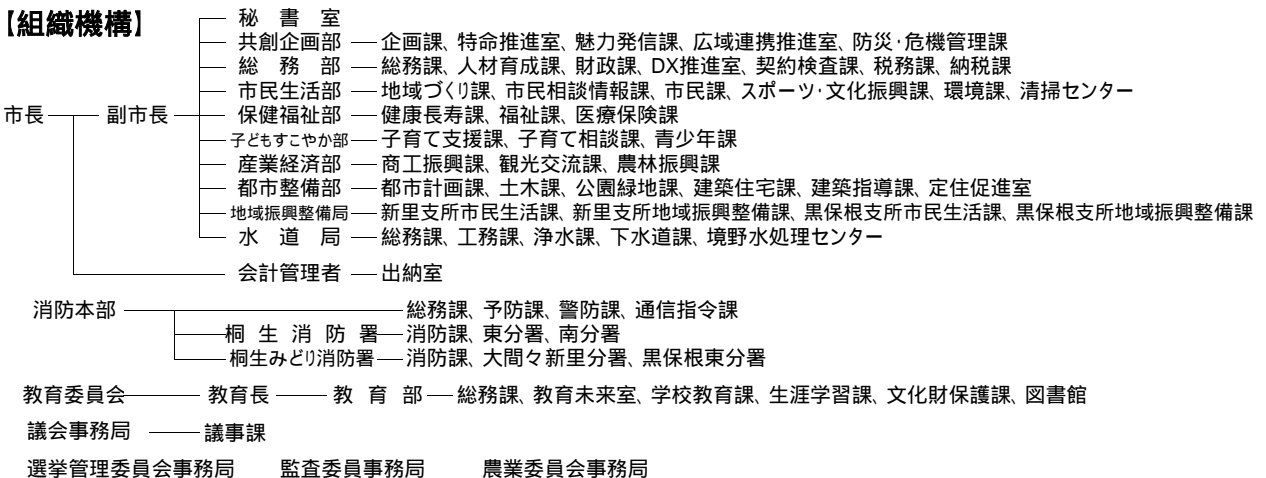 【組織機構】
秘書室
共創企画部 企画課、特命推進室、魅力発信課、広域連携推進室、防災・危機管理課
総務部 総務課、人材育成課、財政課、DX推進室、契約検査課、税務課、納税課
市民生活部 地域づくり課、市民相談情報課、市民課、スポーツ・文化振興課、環境課、清掃センター
市長 副市長 保健福祉部 健康長寿課、福祉課、医療保険課
子どもすこやか部 子育て支援課、子育て相談課、青少年課
産業経済部 商工振興課、観光交流課、農林振興課
都市整備部 都市計画課、土木課、公園緑地課、建築住宅課、建築指導課、定住促進室
地域振興整備局 新里支所市民生活課、新里支所地域振興整備課、黒保根支所市民生活課、黒保根支所地域振興整備課
水道局 総務課、工務課、浄水課、下水道課、境野水処理センター
会計管理者 出納室
消防本部 総務課、予防課、警防課、通信指令課
桐生消防署 消防課、東分署、南分署
桐生みどり消防署 消防課、大間々新里分署、黒保根東分署
教育委員会 教育長 教育部 総務課、教育未来室、学校教育課、生涯学習課、文化財保護課、図書館
議会事務局 議事課
選挙管理委員会事務局 監査委員事務局 農業委員会事務局